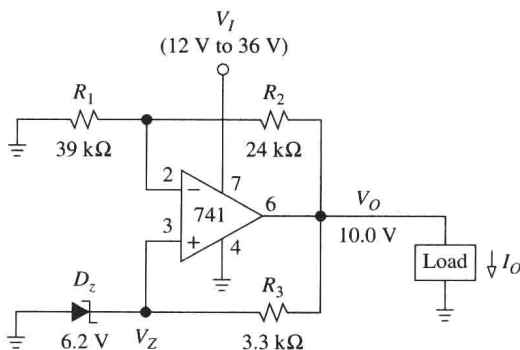 V_I
(12 V to 36 V)
R_1
R_2
39 kΩ
24 kΩ
2
−
7
741
6
3
+
4
V_O
10.0 V
Load
I_O
D_z
R_3
6.2 V
V_Z
3.3 kΩ